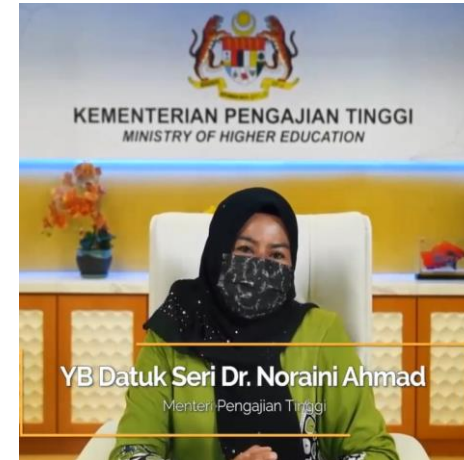 KEMENTERIAN PENGAJIAN TINGGI
MINISTRY OF HIGHER EDUCATION
YB Datuk Seri Dr. Noraini Ahmad
Menteri Pengajian Tinggi